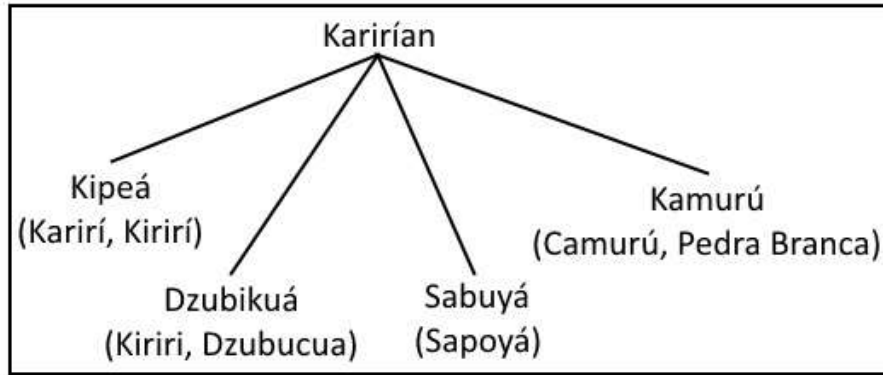 Karirían
Kipeá
(Karirí, Kirirí)
Kamurú
(Camurú, Pedra Branca)
Dzubikuá
(Kiriri, Dzubucua)
Sabuyá
(Sapoyá)